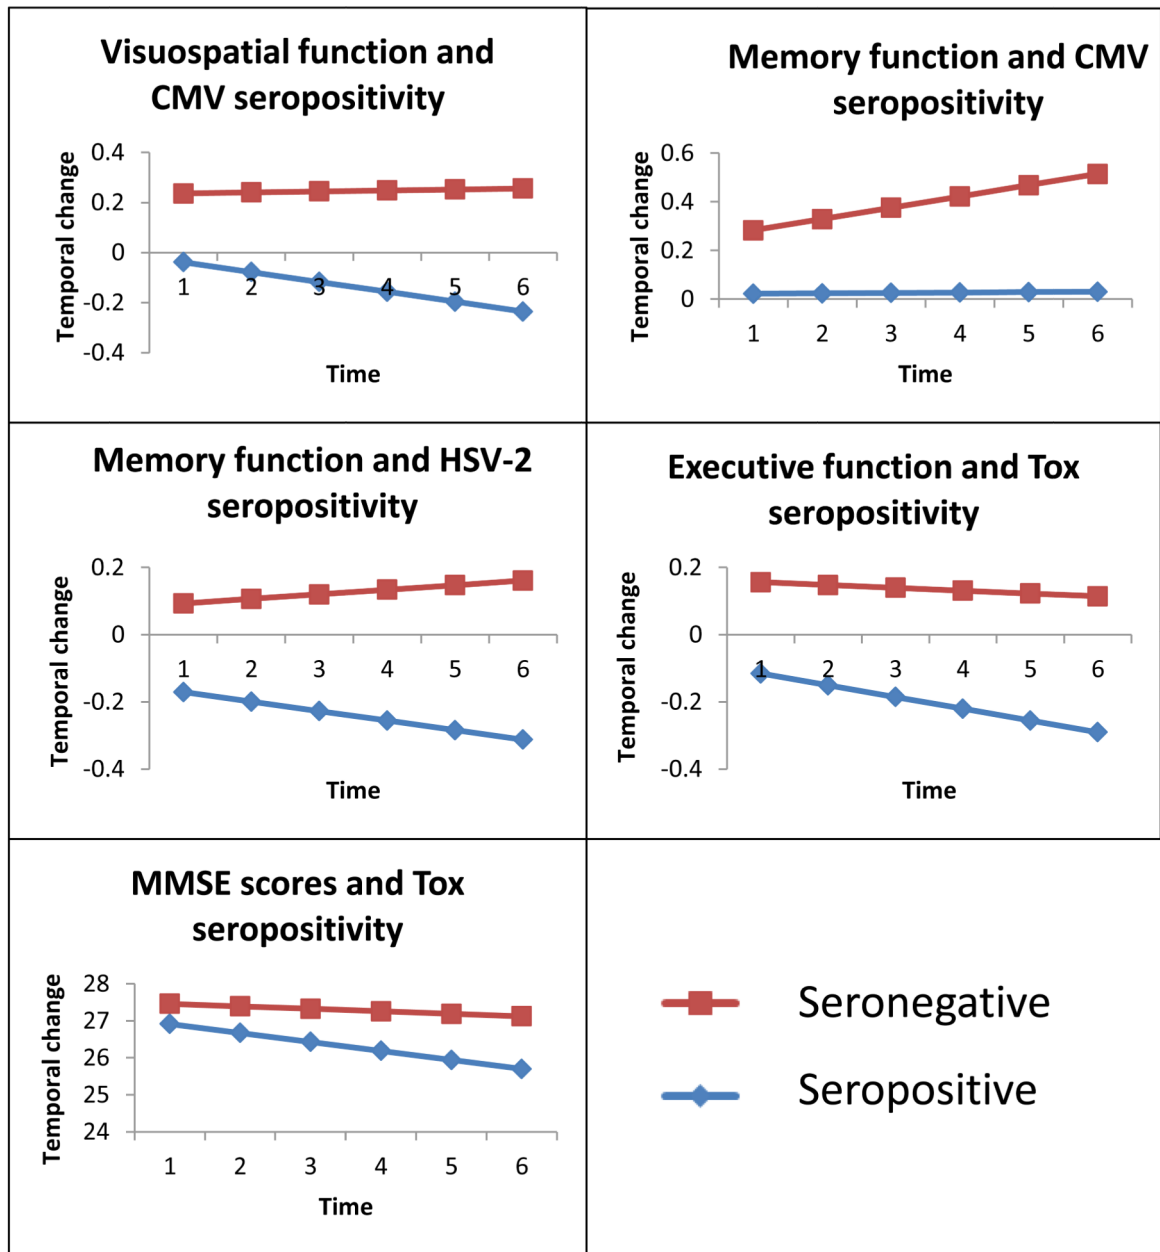 Visuospatial function and
CMV seropositivity
0.4
0.2
0
-0.2
-0.4
Temporal change
1 2 3 4 5 6
Time
Memory function and CMV
seropositivity
0.6
0.4
0.2
0
Temporal change
1 2 3 4 5 6
Time
Memory function and HSV-2
seropositivity
0.2
0
-0.2
-0.4
Temporal change
1 2 3 4 5 6
Time
Executive function and Tox
seropositivity
0.2
0
-0.2
-0.4
Temporal change
1 2 3 4 5 6
Time
MMSE scores and Tox
seropositivity
28
27
26
25
24
Temporal change
1 2 3 4 5 6
Time
Seronegative
Seropositive